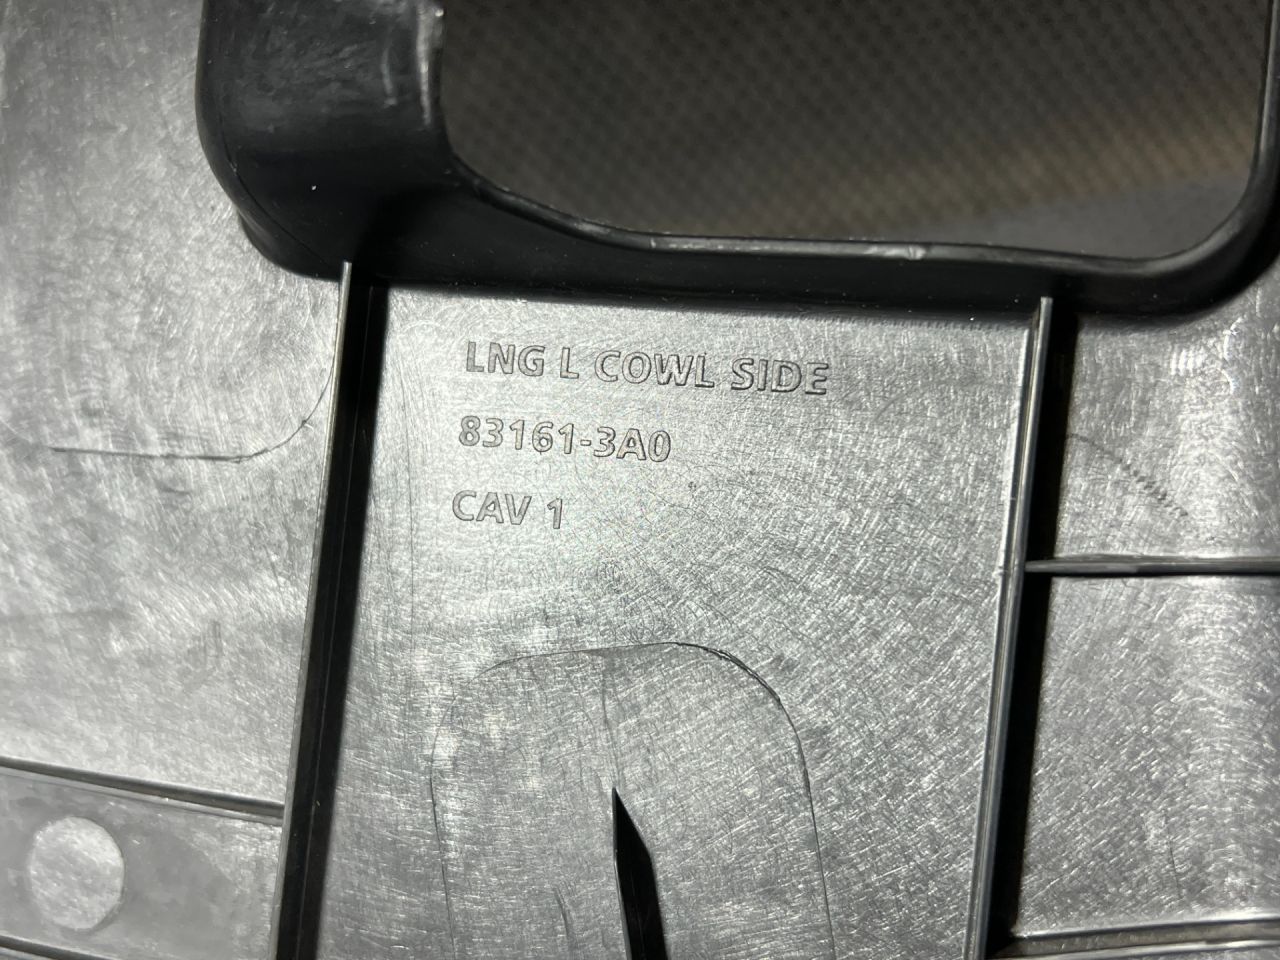 LNG L COWL SIDE
83161-3A0
CAV 1